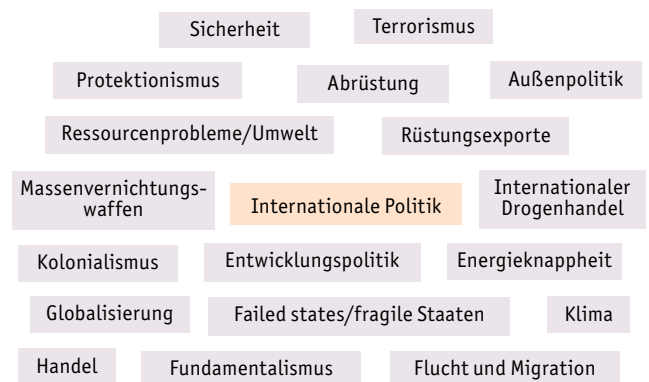 Sicherheit
Terrorismus
Protektionismus
Abrüstung
Außenpolitik
Ressourcenprobleme/Umwelt
Rüstungsexporte
Massenvernichtungs-
waffen
Internationale Politik
Internationaler
Drogenhandel
Kolonialismus
Entwicklungspolitik
Energieknappheit
Globalisierung
Failed states/fragile Staaten
Klima
Handel
Fundamentalismus
Flucht und Migration